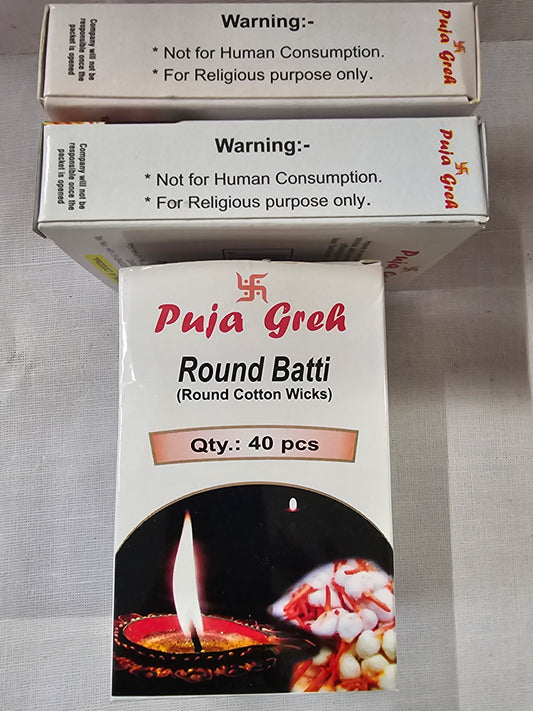 Warning:-
* Not for Human Consumption.
* For Religious purpose only.
Company will not be
responsible once the
packet is opened
Puja Greh
Warning:-
* Not for Human Consumption.
* For Religious purpose only.
Company will not be
responsible once the
packet is opened
Puja Greh
Puja Greh
Puja Greh
Round Batti
(Round Cotton Wicks)
Qty.: 40 pcs